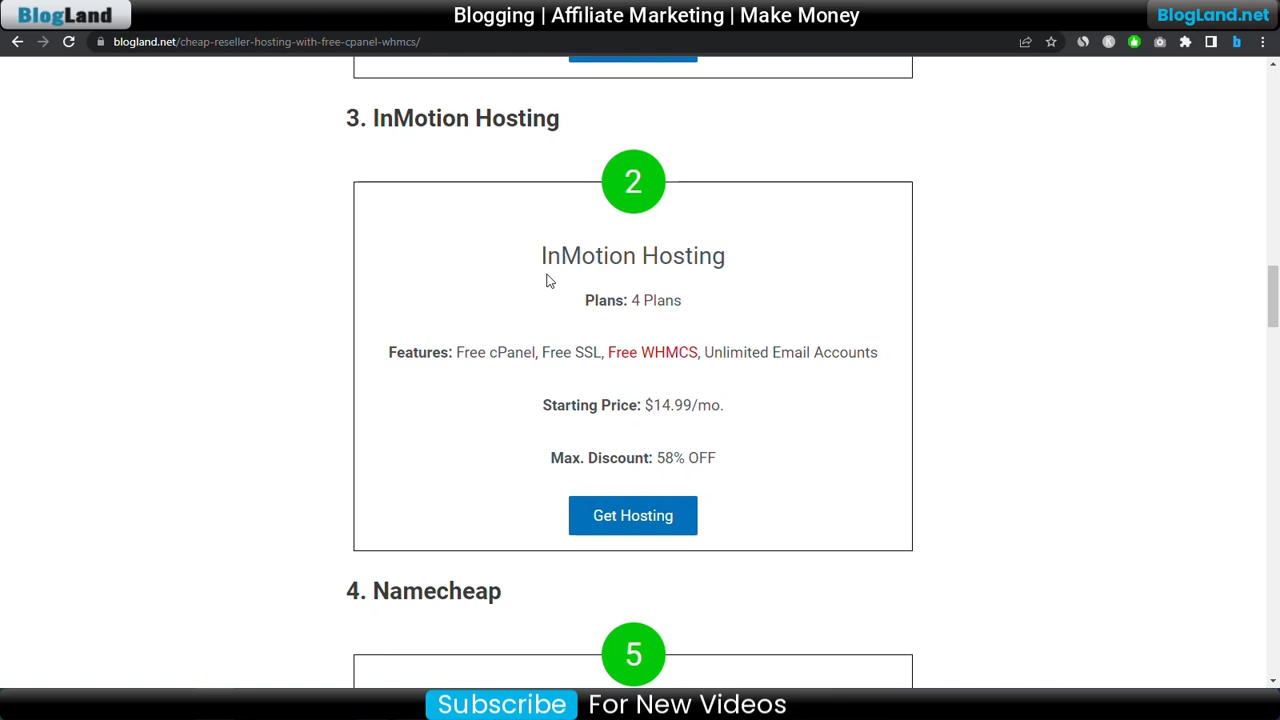 BlogLand
Blogging | Affiliate Marketing | Make Money
BlogLand.net
blogland.net/cheap-reseller-hosting-with-free-cpanel-whmcs/
3. InMotion Hosting
2
InMotion Hosting
Plans: 4 Plans
Features: Free cPanel, Free SSL, Free WHMCS, Unlimited Email Accounts
Starting Price: $14.99/mo.
Max. Discount: 58% OFF
Get Hosting
4. Namecheap
5
Subscribe For New Videos